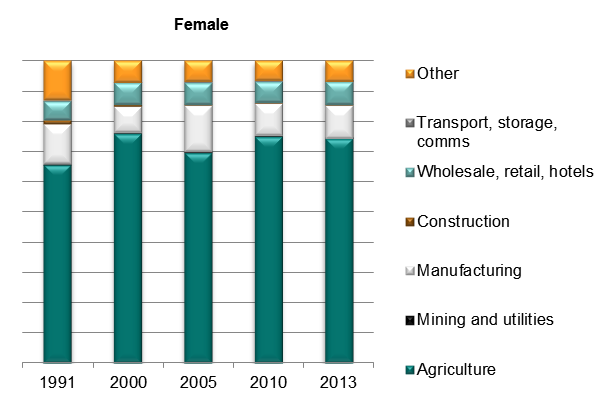 Female
Other
Transport, storage,
comms
Wholesale, retail, hotels
Construction
Manufacturing
Mining and utilities
Agriculture
1991 2000 2005 2010 2013